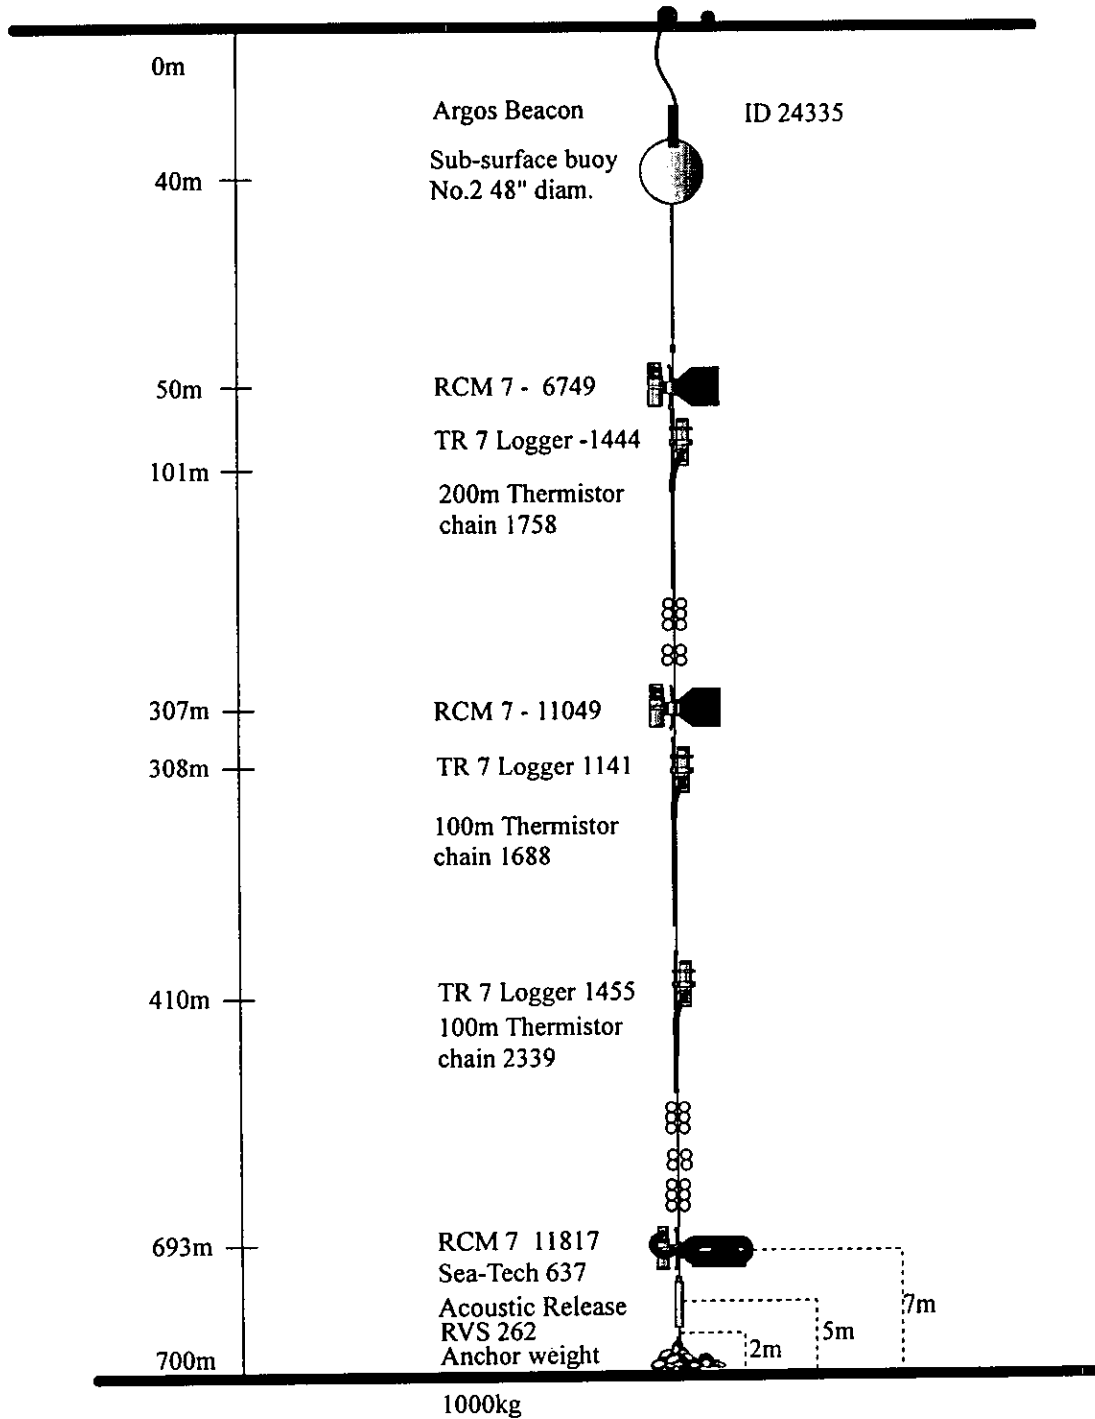 0m
Argos Beacon ID 24335
Sub-surface buoy
40m No.2 48" diam.
50m RCM 7 - 6749
TR 7 Logger -1444
101m
200m Thermistor
chain 1758
307m RCM 7 - 11049
308m TR 7 Logger 1141
100m Thermistor
chain 1688
410m TR 7 Logger 1455
100m Thermistor
chain 2339
693m RCM 7 11817
Sea-Tech 637
Acoustic Release 7m
RVS 262 5m
700m Anchor weight 2m
1000kg